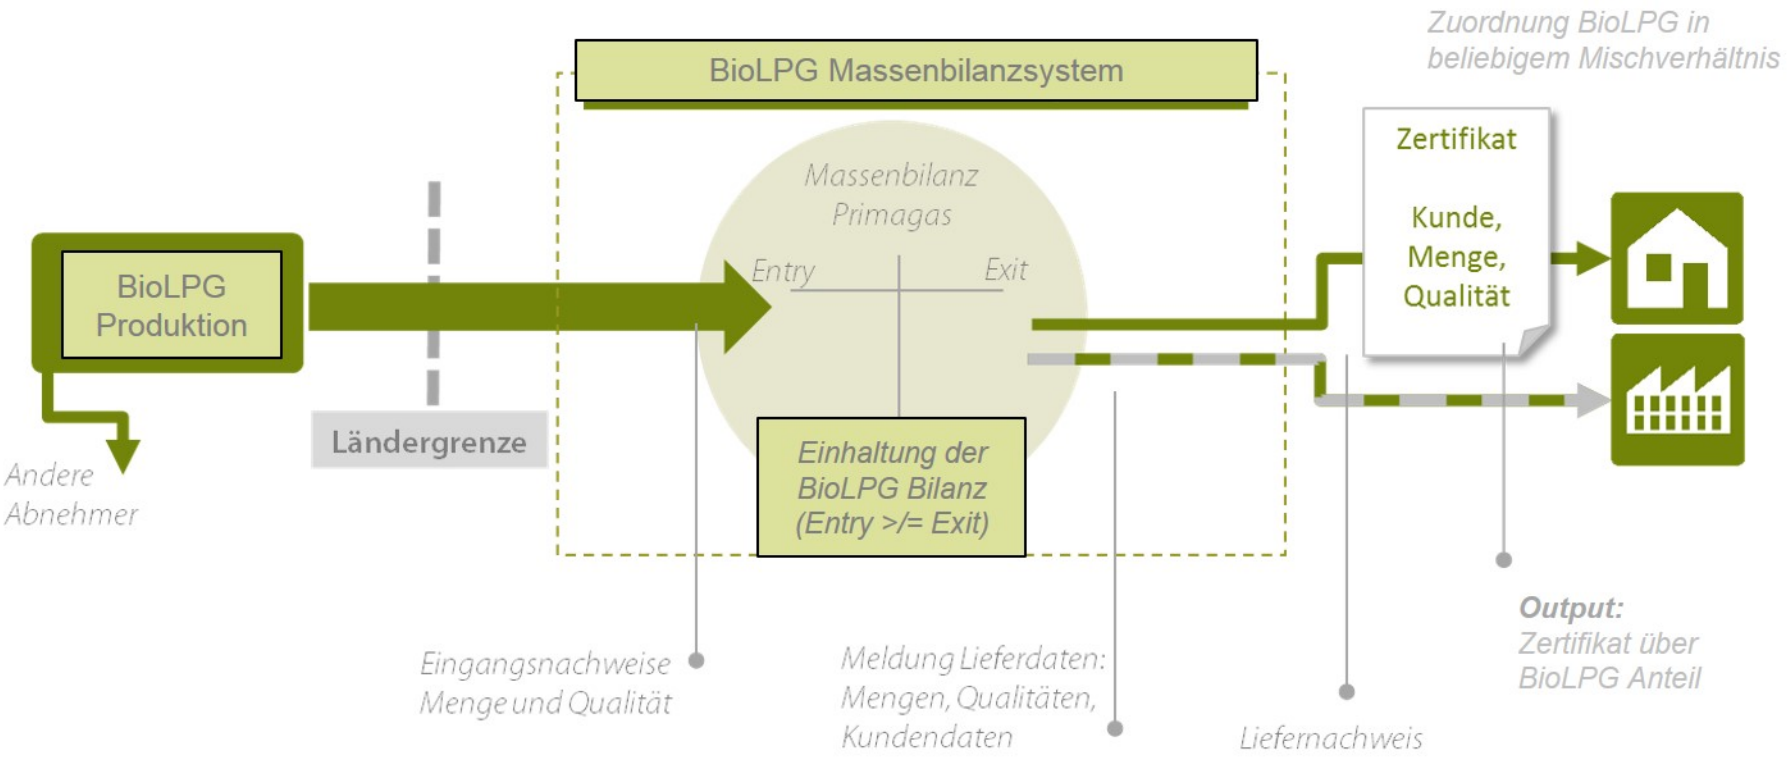 Zuordnung BioLPG in
beliebigem Mischverhältnis
BioLPG Massenbilanzsystem
Zertifikat
Kunde,
Menge,
Qualität
Massenbilanz
Primagas
Entry
Exit
BioLPG
Produktion
Ländergrenze
Andere
Abnehmer
Einhaltung der
BioLPG Bilanz
(Entry >/= Exit)
Eingangsnachweise
Menge und Qualität
Meldung Lieferdaten:
Mengen, Qualitäten,
Kundendaten
Liefernachweis
Output:
Zertifikat über
BioLPG Anteil